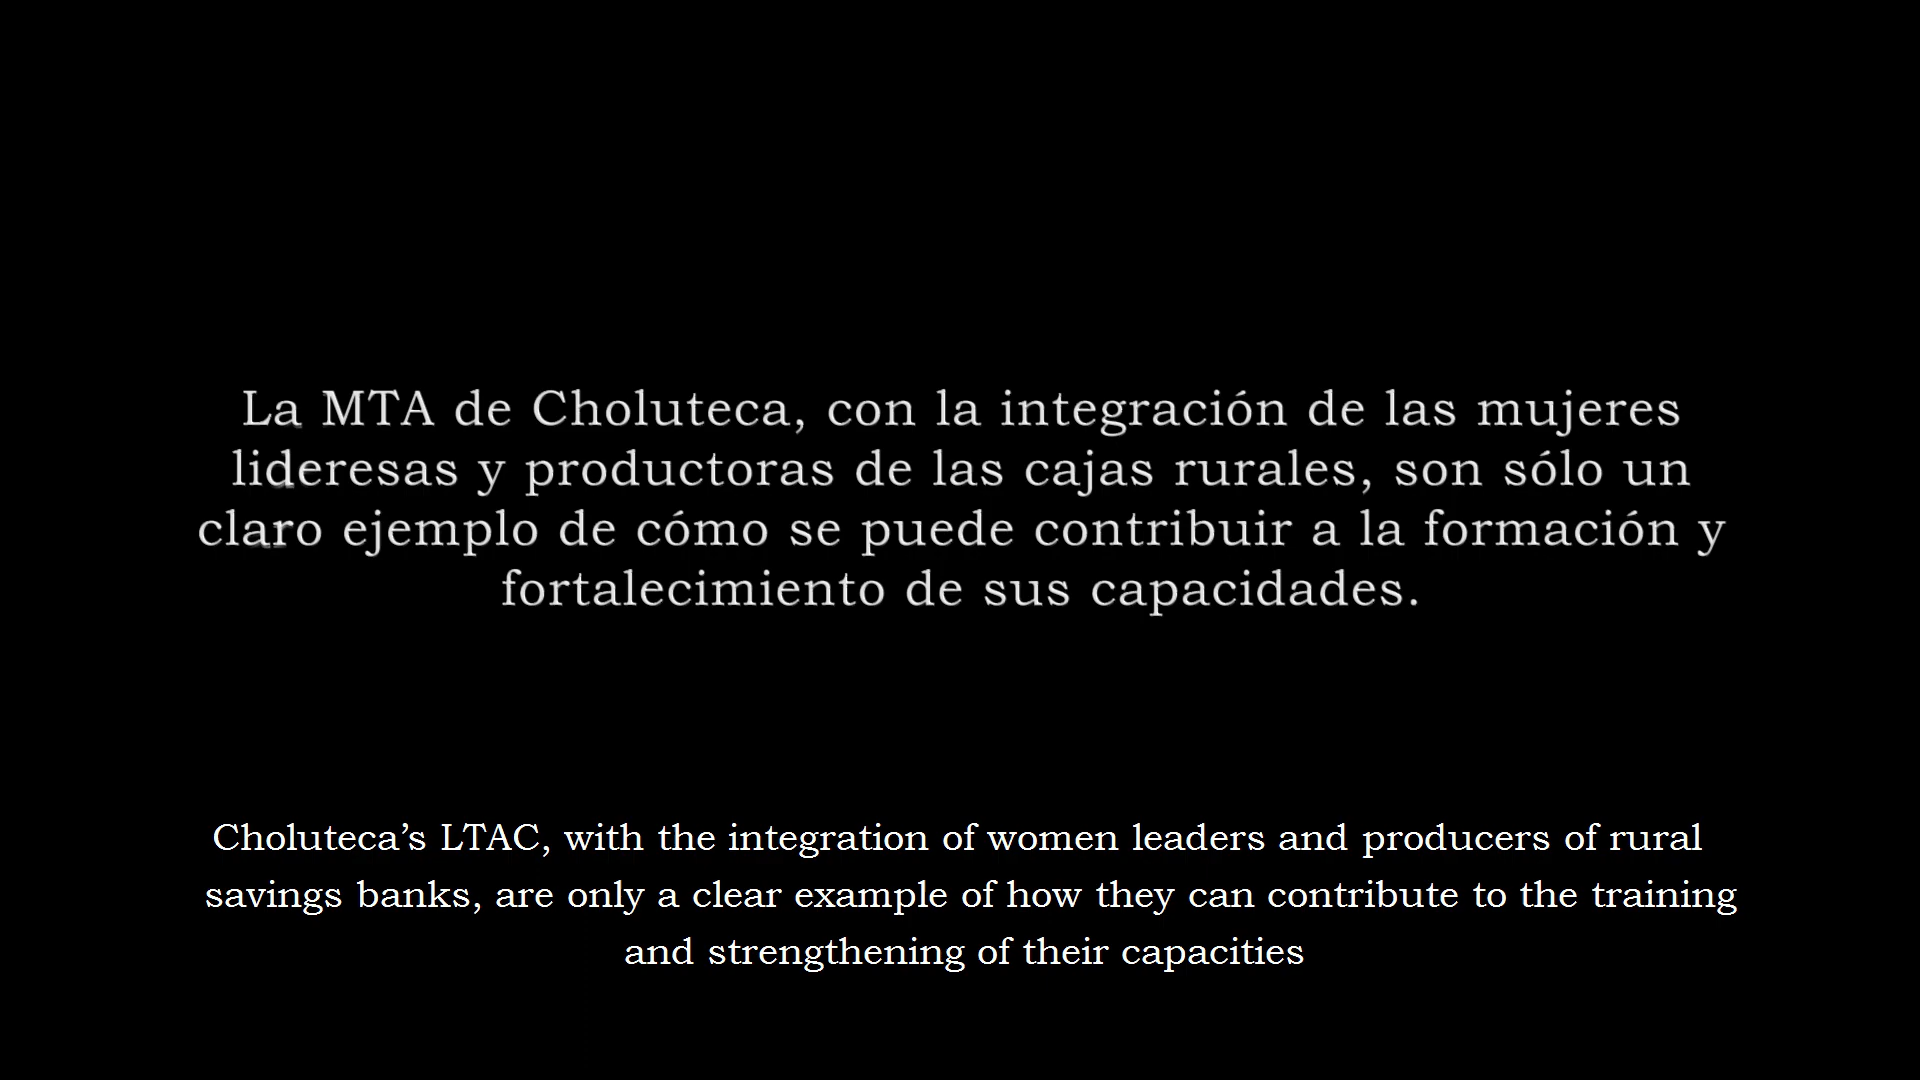 La MTA de Choluteca, con la integración de las mujeres
lideresas y productoras de las cajas rurales, son sólo un
claro ejemplo de cómo se puede contribuir a la formación y
fortalecimiento de sus capacidades.
Choluteca’s LTAC, with the integration of women leaders and producers of rural
savings banks, are only a clear example of how they can contribute to the training
and strengthening of their capacities